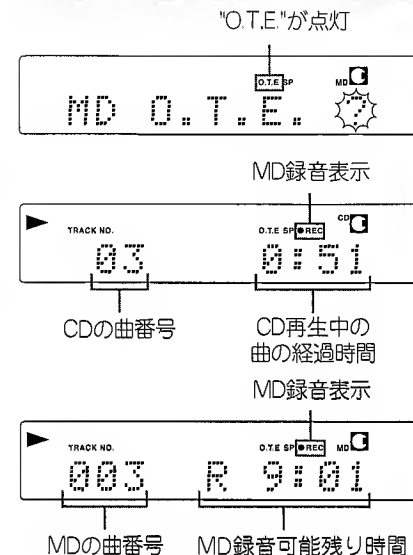 "O.T.E."が点灯
O.T.E SP MD
MD O.T.E. ?
MD録音表示
TRACK NO. O.T.E SP ●REC CD
03 0:51
CDの曲番号 CD再生中の
曲の経過時間
MD録音表示
TRACK NO. O.T.E SP ●REC MD
003 R 9:01
MDの曲番号 MD録音可能残り時間